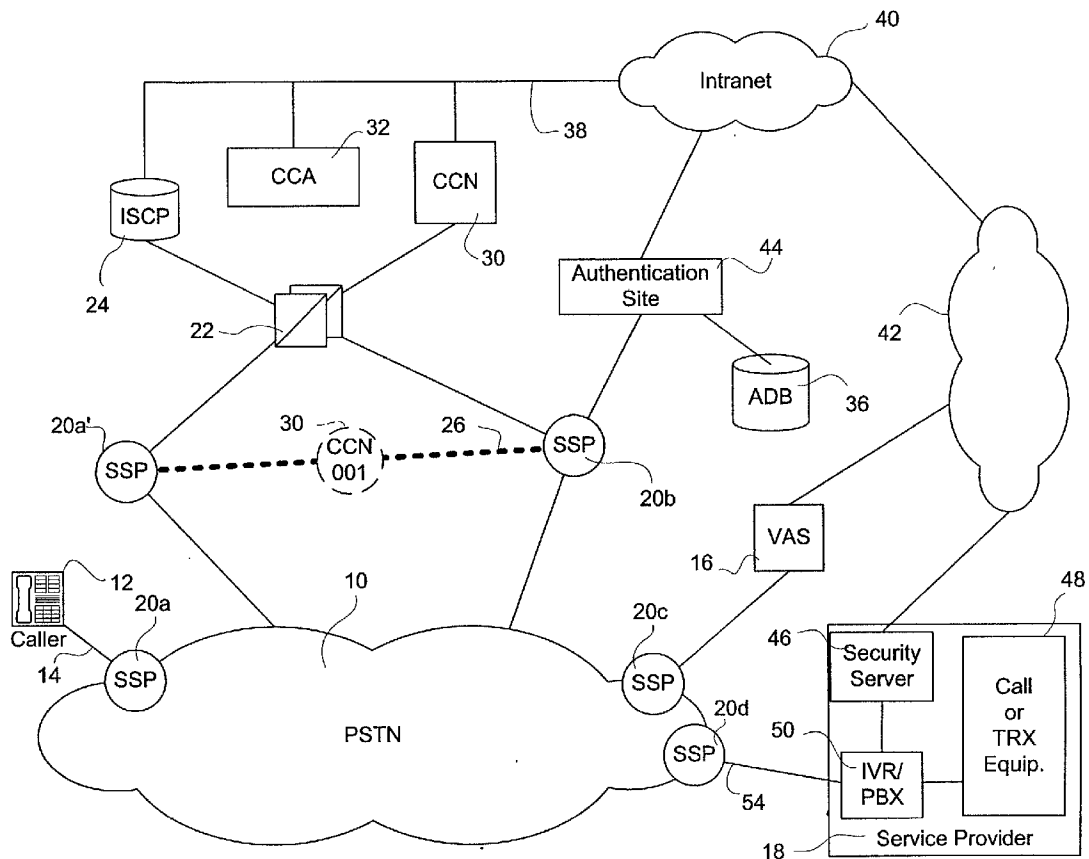 40
Intranet
32
38
CCA
CCN
ISCP
30
44
24
Authentication
Site
22
42
ADB
36
20a'
30
26
SSP
CCN
001
SSP
20b
VAS
16
12
48
10
20c
20a
Caller
46
Security
Server
14
SSP
SSP
Call
or
TRX
Equip.
20d
PSTN
50
SSP
IVR/
PBX
54
Service Provider
18